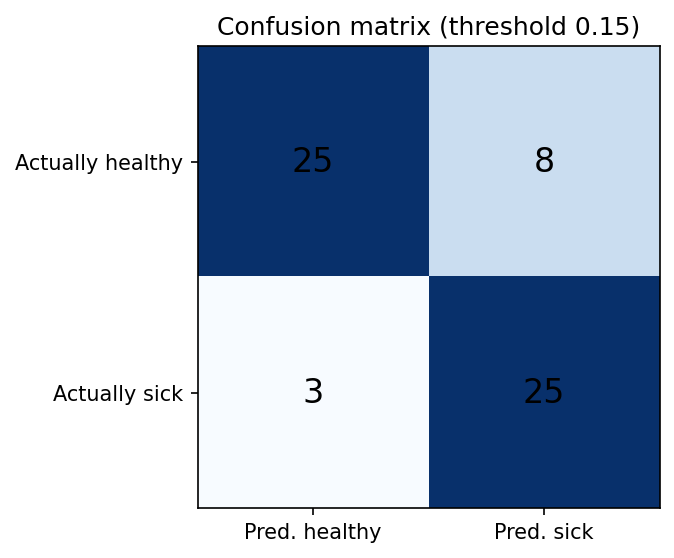 Confusion matrix (threshold 0.15)
Actually healthy 25 8
Actually sick 3 25
Pred. healthy Pred. sick